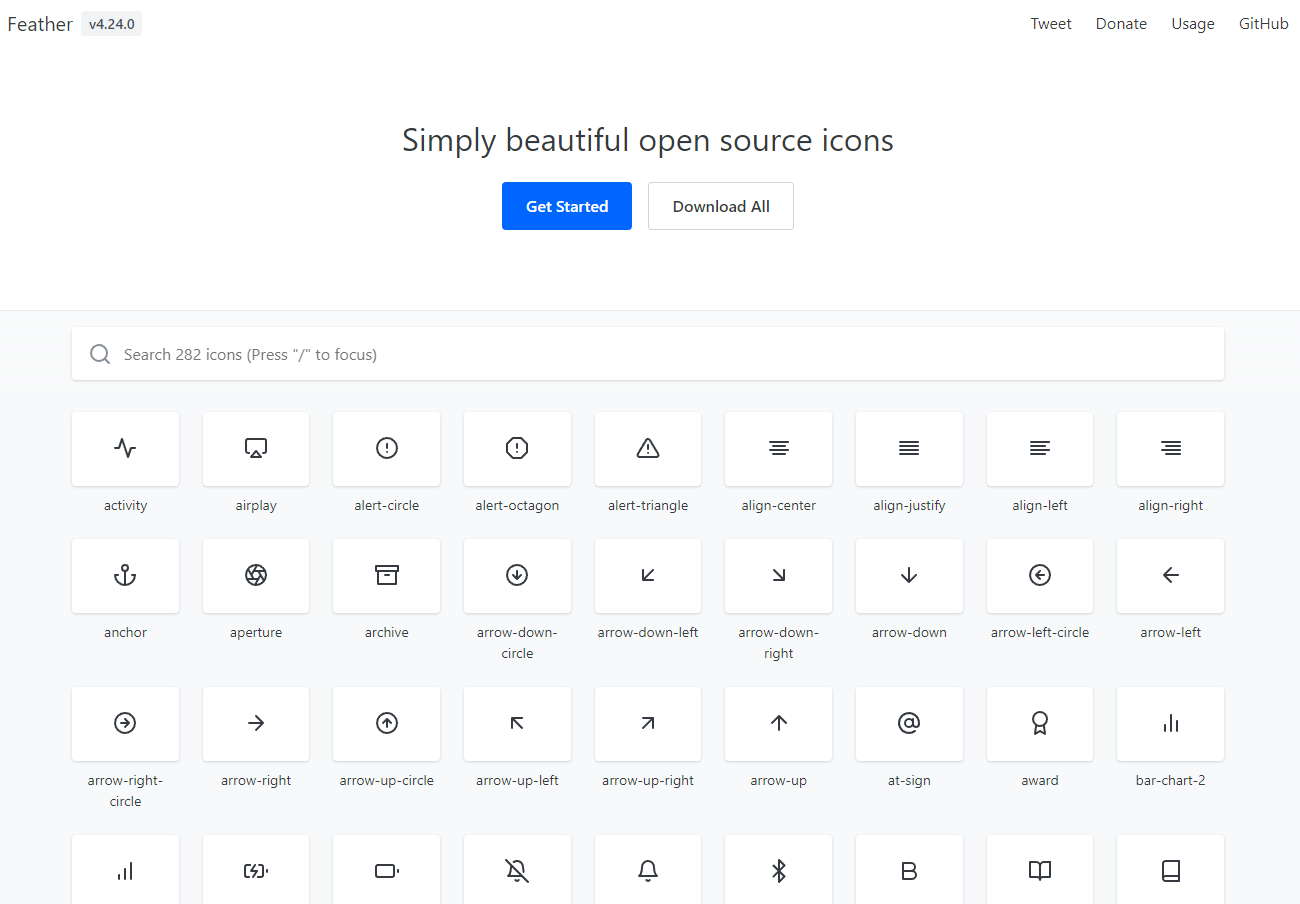 Feather v4.24.0 Tweet Donate Usage GitHub
Simply beautiful open source icons
Get Started Download All
Search 282 icons (Press "/" to focus)
activity airplay alert-circle alert-octagon alert-triangle align-center align-justify align-left align-right
anchor aperture archive arrow-down-circle arrow-down-left arrow-down-right arrow-down arrow-left-circle arrow-left
arrow-right-circle arrow-right arrow-up-circle arrow-up-left arrow-up-right arrow-up at-sign award bar-chart-2